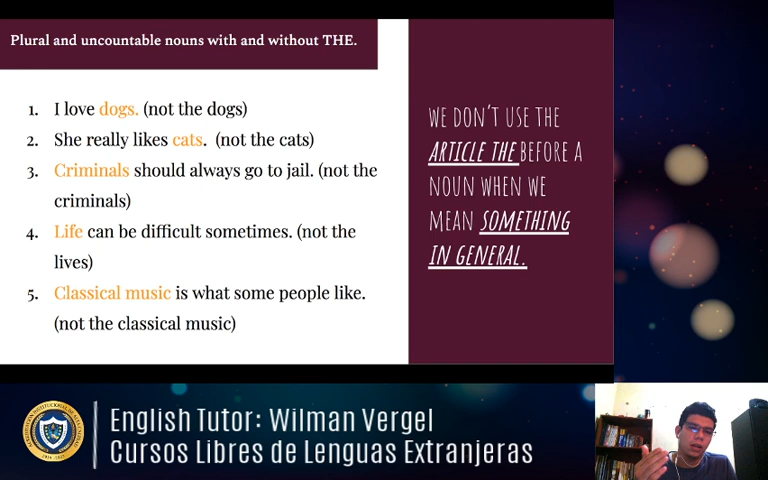 Plural and uncountable nouns with and without THE.
1. I love dogs. (not the dogs)
2. She really likes cats. (not the cats)
3. Criminals should always go to jail. (not the
criminals)
4. Life can be difficult sometimes. (not the
lives)
5. Classical music is what some people like.
(not the classical music)
WE DON'T USE THE
ARTICLE THE BEFORE A
NOUN WHEN WE
MEAN SOMETHING
IN GENERAL.
English Tutor: Wilman Vergel
Cursos Libres de Lenguas Extranjeras